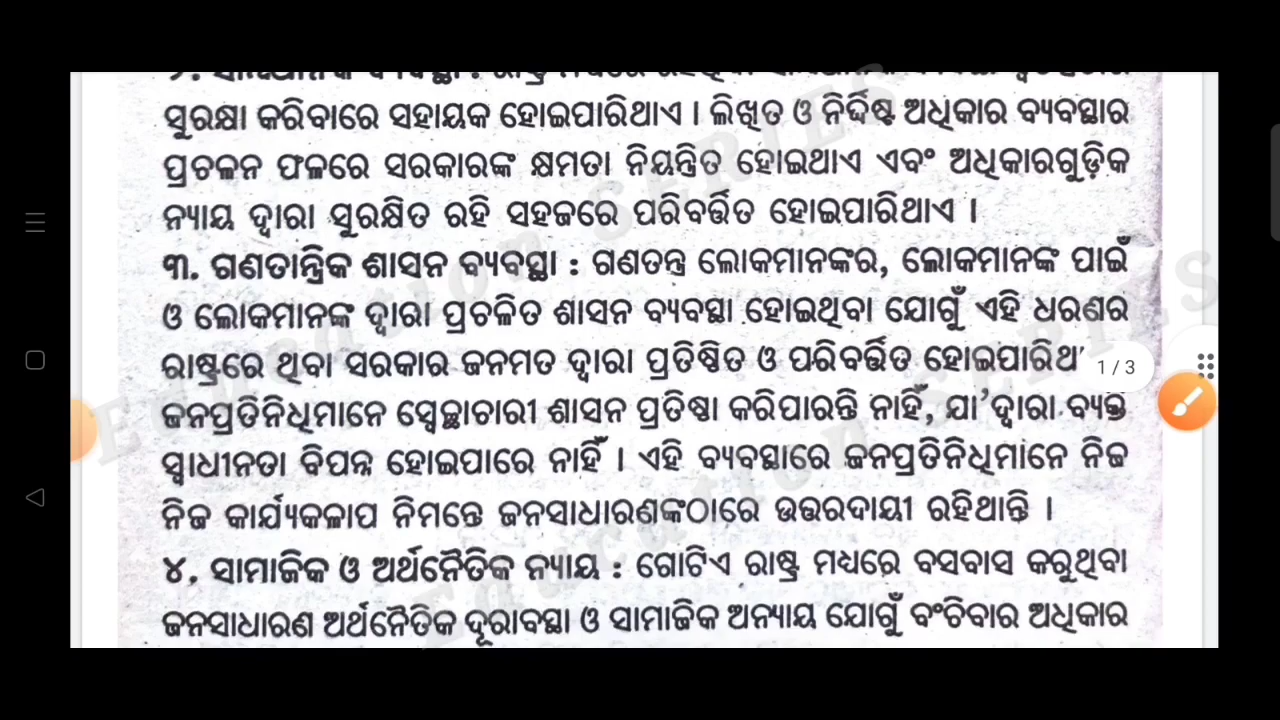 ସୁରକ୍ଷା କରିବାରେ ସହାୟକ ହୋଇପାରିଥାଏ । ଲିଖିତ ଓ ନିର୍ଦ୍ଦିଷ୍ଟ ଅଧିକାର ବ୍ୟବସ୍ଥାର
ପ୍ରଚଳନ ଫଳରେ ସରକାରଙ୍କ କ୍ଷମତା ନିୟନ୍ତ୍ରିତ ହୋଇଥାଏ ଏବଂ ଅଧିକାରଗୁଡ଼ିକ
ନ୍ୟାୟ ଦ୍ୱାରା ସୁରକ୍ଷିତ ରହି ସହଜରେ ପରିବର୍ତ୍ତିତ ହୋଇପାରିଥାଏ ।
୩. ଗଣତାନ୍ତ୍ରିକ ଶାସନ ବ୍ୟବସ୍ଥା : ଗଣତନ୍ତ୍ର ଲୋକମାନଙ୍କର, ଲୋକମାନଙ୍କ ପାଇଁ
ଓ ଲୋକମାନଙ୍କ ଦ୍ୱାରା ପ୍ରଚଳିତ ଶାସନ ବ୍ୟବସ୍ଥା ହୋଇଥିବା ଯୋଗୁଁ ଏହି ଧରଣର
ରାଷ୍ଟ୍ରରେ ଥିବା ସରକାର ଜନମତ ଦ୍ୱାରା ପ୍ରତିଷ୍ଠିତ ଓ ପରିବର୍ତ୍ତିତ ହୋଇପାରିଥ
1 / 3
ଜନପ୍ରତିନିଧିମାନେ ସ୍ୱେଚ୍ଛାଚାରୀ ଶାସନ ପ୍ରତିଷ୍ଠା କରିପାରନ୍ତି ନାହିଁ, ଯା'ଦ୍ୱାରା ବ୍ୟକ୍ତ
ସ୍ୱାଧୀନତା ବିପନ୍ନ ହୋଇପାରେ ନାହିଁ । ଏହି ବ୍ୟବସ୍ଥାରେ ଜନପ୍ରତିନିଧିମାନେ ନିଜ
ନିଜ କାର୍ଯ୍ୟକଳାପ ନିମନ୍ତେ ଜନସାଧାରଣଙ୍କଠାରେ ଉତ୍ତରଦାୟୀ ରହିଥାନ୍ତି ।
୪. ସାମାଜିକ ଓ ଅର୍ଥନୈତିକ ନ୍ୟାୟ : ଗୋଟିଏ ରାଷ୍ଟ୍ର ମଧ୍ୟରେ ବସବାସ କରୁଥିବା
ଜନସାଧାରଣ ଅର୍ଥନୈତିକ ଦୂରାବସ୍ଥା ଓ ସାମାଜିକ ଅନ୍ୟାୟ ଯୋଗୁଁ ବଂଚିବାର ଅଧିକାର
Education SERIES
Education SERIES